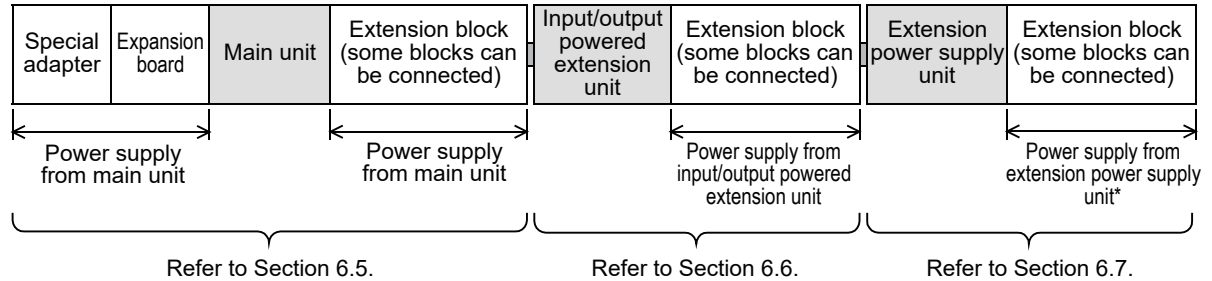 Special
adapter
Expansion
board
Main unit
Extension block
(some blocks can
be connected)
Input/output
powered
extension
unit
Extension block
(some blocks can
be connected)
Extension
power supply
unit
Extension block
(some blocks can
be connected)
Power supply
from main unit
Power supply
from main unit
Power supply from
input/output powered
extension unit
Power supply from
extension power supply
unit*
Refer to Section 6.5.
Refer to Section 6.6.
Refer to Section 6.7.